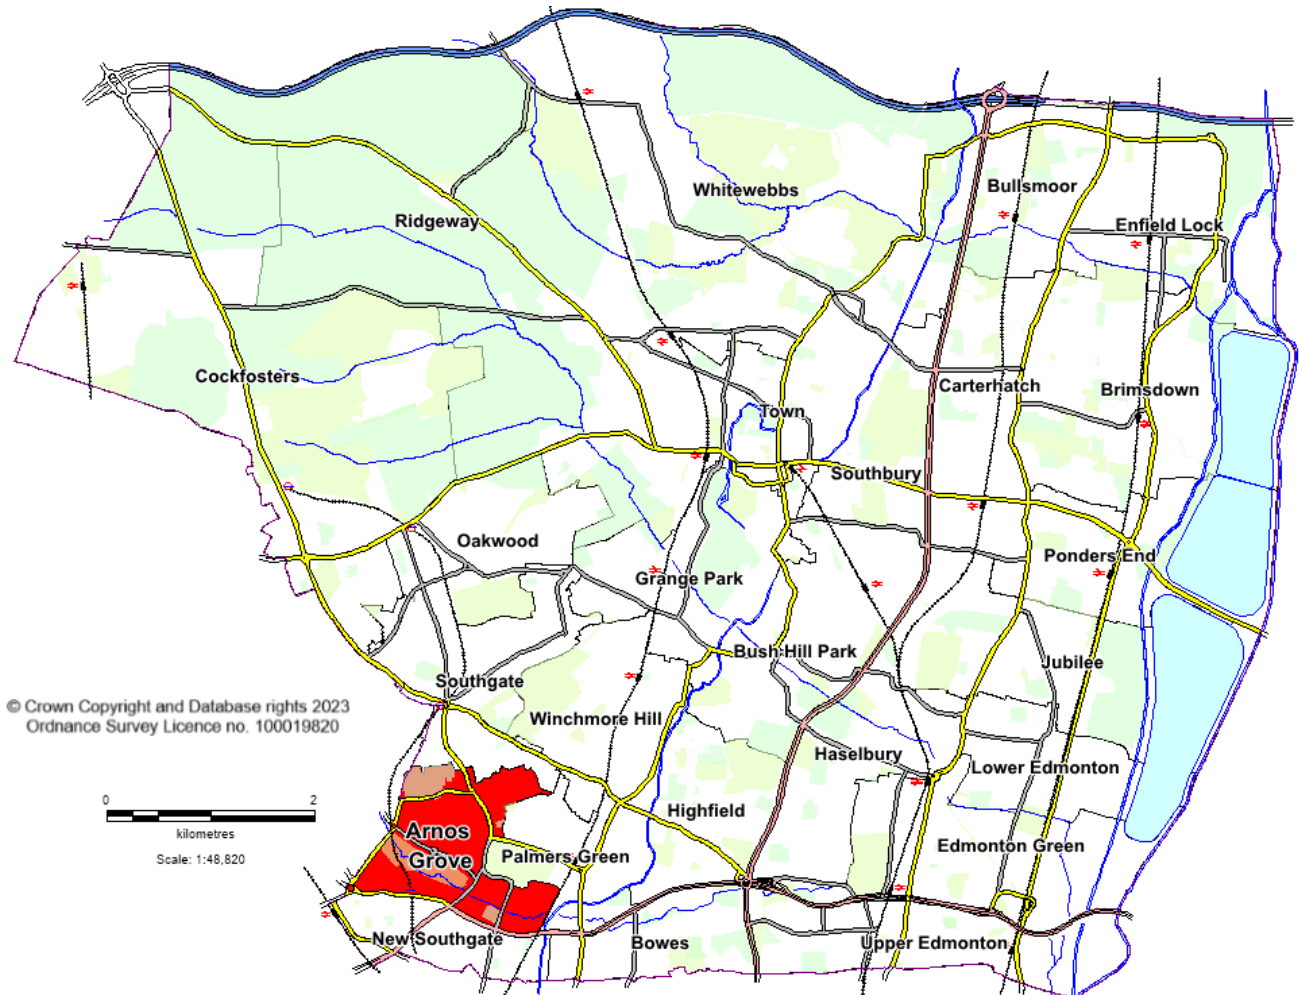 Whitewebbs
Bullsmoor
Ridgeway
Enfield Lock
Cockfosters
Carterhatch
Brimsdown
Town
Southbury
Oakwood
Ponders End
Grange Park
Bush Hill Park
Jubilee
Southgate
© Crown Copyright and Database rights 2023
Ordnance Survey Licence no. 100019820
Winchmore Hill
Haselbury
Lower Edmonton
0
2
kilometres
Scale: 1:48,820
Highfield
Arnos
Grove
Palmers Green
Edmonton Green
New Southgate
Bowes
Upper Edmonton